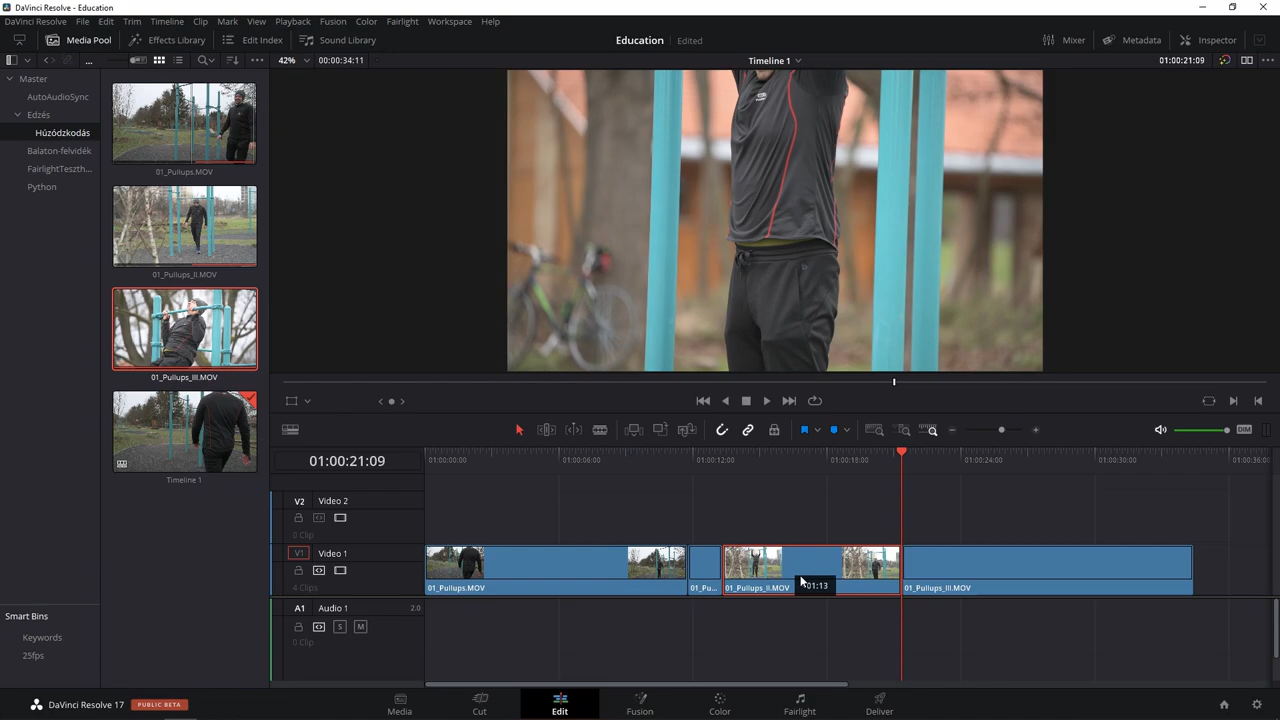 DaVinci Resolve - Education
DaVinci Resolve File Edit Trim Timeline Clip Mark View Playback Fusion Color Fairlight Workspace Help
Media Pool Effects Library Edit Index Sound Library Education Edited Mixer Metadata Inspector
... 42% 00:00:34:11 Timeline 1 01:00:21:09
Master
AutoAudioSync
Edzés
Húzódzkodás
Balaton-felvidék
FairlightTeszth...
Python
01_Pullups.MOV
01_Pullups_II.MOV
01_Pullups_III.MOV
Timeline 1
DIM
01:00:21:09
01:00:00:00 01:00:06:00 01:00:12:00 01:00:18:00 01:00:24:00 01:00:30:00 01:00:36:00
V2 Video 2
0 Clip
V1 Video 1
4 Clips
01_Pullups.MOV 01_Pu... 01_Pullups_II.MOV 01_Pullups_III.MOV
01:13
A1 Audio 1 2.0
S M
0 Clip
Smart Bins
Keywords
25fps
DaVinci Resolve 17 PUBLIC BETA
Media Cut Edit Fusion Color Fairlight Deliver